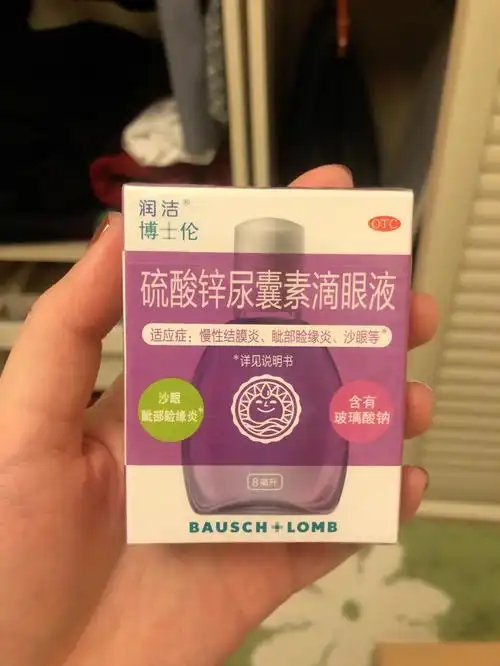 润洁®
博士伦
OTC
硫酸锌尿囊素滴眼液
适应症：慢性结膜炎、眦部睑缘炎、沙眼等*
*详见说明书
沙眼
眦部睑缘炎*
含有
玻璃酸钠
8毫升
BAUSCH+LOMB